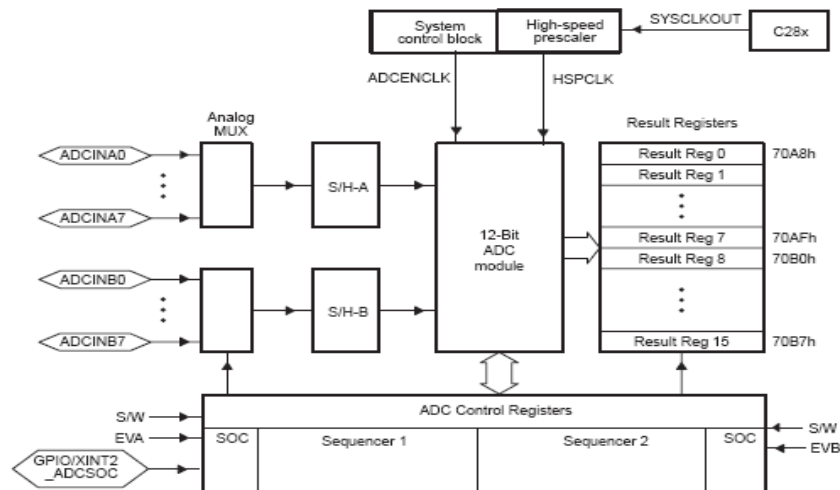 System
control block
High-speed
prescaler
SYSCLKOUT
C28x
ADCENCLK
HSPCLK
Analog
MUX
Result Registers
ADCINA0
ADCINA7
S/H-A
12-Bit
ADC
module
Result Reg 0
70A8h
Result Reg 1
Result Reg 7
70AFh
Result Reg 8
70B0h
ADCINB0
ADCINB7
S/H-B
Result Reg 15
70B7h
ADC Control Registers
S/W
EVA
GPIO/XINT2
_ADCSOC
SOC
Sequencer 1
Sequencer 2
SOC
S/W
EVB